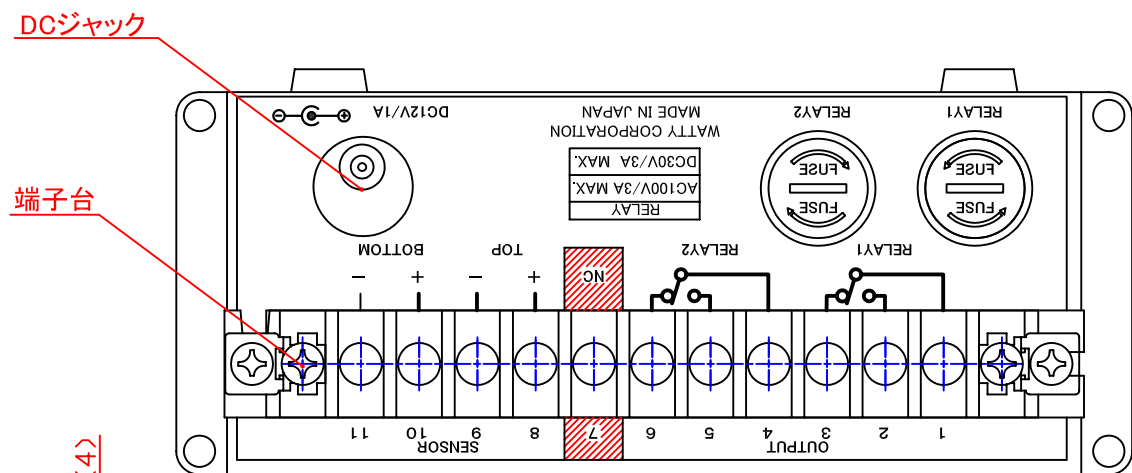 DCジャック
端子台
DC12V/1A
MADE IN JAPAN
WATTY CORPORATION
RELAY2
RELAY1
DC30V/3A MAX.
AC100V/3A MAX.
RELAY
FUSE
FUSE
FUSE
FUSE
BOTTOM
TOP
NC
RELAY2
RELAY1
− + − +
11 10 9 8 7 6 5 4 3 2 1
SENSOR
OUTPUT
(4)